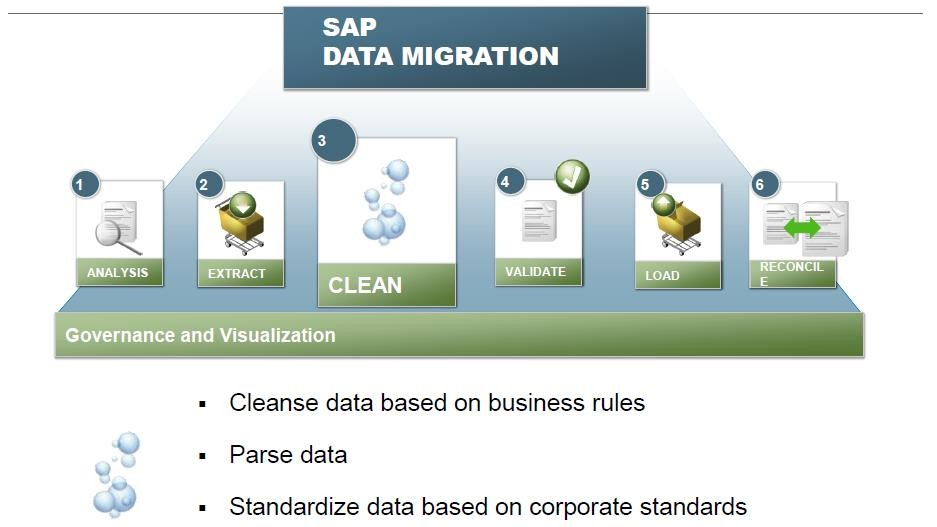 SAP
DATA MIGRATION
3
1
2
4
5
6
ANALYSIS
EXTRACT
CLEAN
VALIDATE
LOAD
RECONCIL
E
Governance and Visualization
▪ Cleanse data based on business rules
▪ Parse data
▪ Standardize data based on corporate standards